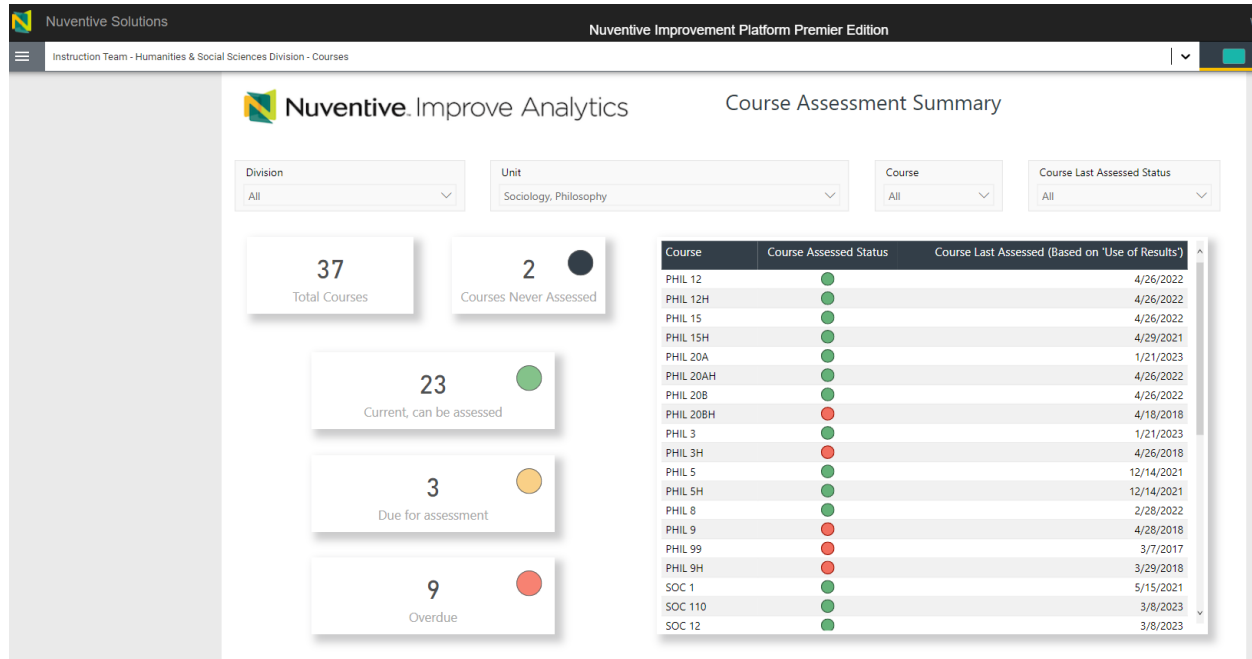 Nuventive Solutions
Nuventive Improvement Platform Premier Edition
Instruction Team - Humanities & Social Sciences Division - Courses
Nuventive. Improve Analytics
Course Assessment Summary
Division
All
Unit
Sociology, Philosophy
Course
All
Course Last Assessed Status
All
37
Total Courses
2
Courses Never Assessed
23
Current, can be assessed
3
Due for assessment
9
Overdue
Course Course Assessed Status Course Last Assessed (Based on 'Use of Results')
PHIL 12 4/26/2022
PHIL 12H 4/26/2022
PHIL 15 4/26/2022
PHIL 15H 4/29/2021
PHIL 20A 1/21/2023
PHIL 20AH 4/26/2022
PHIL 20B 4/26/2022
PHIL 20BH 4/18/2018
PHIL 3 1/21/2023
PHIL 3H 4/26/2018
PHIL 5 12/14/2021
PHIL 5H 12/14/2021
PHIL 8 2/28/2022
PHIL 9 4/28/2018
PHIL 99 3/7/2017
PHIL 9H 3/29/2018
SOC 1 5/15/2021
SOC 110 3/8/2023
SOC 12 3/8/2023